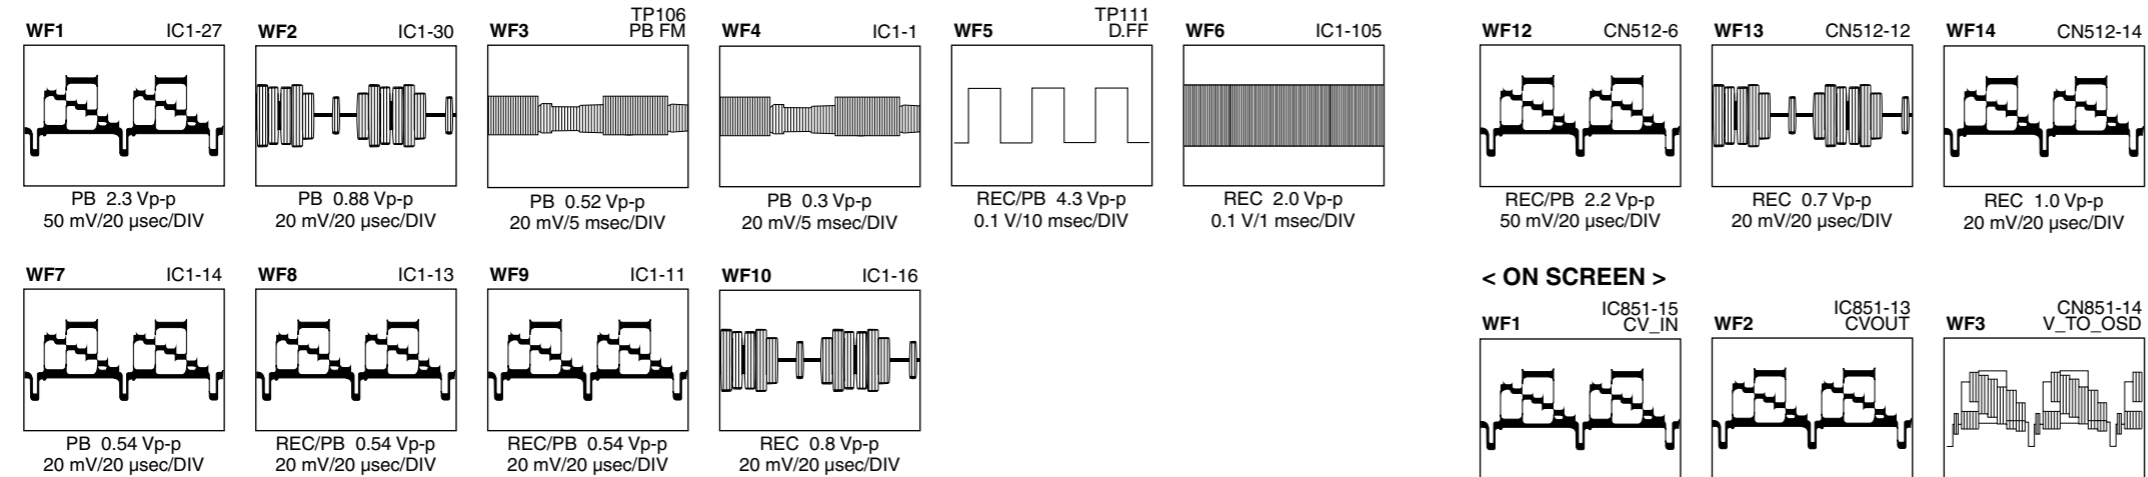 WF1 IC1-27
PB 2.3 Vp-p
50 mV/20 µsec/DIV
WF2 IC1-30
PB 0.88 Vp-p
20 mV/20 µsec/DIV
TP106
WF3 PB FM
PB 0.52 Vp-p
20 mV/5 msec/DIV
WF4 IC1-1
PB 0.3 Vp-p
20 mV/5 msec/DIV
TP111
WF5 D.FF
REC/PB 4.3 Vp-p
0.1 V/10 msec/DIV
WF6 IC1-105
REC 2.0 Vp-p
0.1 V/1 msec/DIV
WF12 CN512-6
REC/PB 2.2 Vp-p
50 mV/20 µsec/DIV
WF13 CN512-12
REC 0.7 Vp-p
20 mV/20 µsec/DIV
WF14 CN512-14
REC 1.0 Vp-p
20 mV/20 µsec/DIV
WF7 IC1-14
PB 0.54 Vp-p
20 mV/20 µsec/DIV
WF8 IC1-13
REC/PB 0.54 Vp-p
20 mV/20 µsec/DIV
WF9 IC1-11
REC/PB 0.54 Vp-p
20 mV/20 µsec/DIV
WF10 IC1-16
REC 0.8 Vp-p
20 mV/20 µsec/DIV
< ON SCREEN >
IC851-15
WF1 CV_IN
IC851-13
WF2 CVOUT
CN851-14
WF3 V_TO_OSD